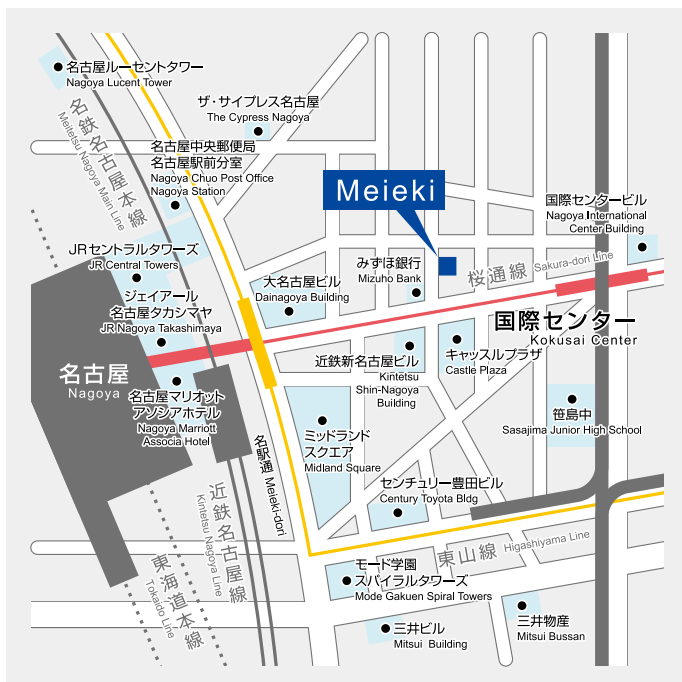 名古屋ルーセントタワー
Nagoya Lucent Tower
ザ・サイプレス名古屋
The Cypress Nagoya
名鉄名古屋本線
Meitetsu Nagoya Main Line
名古屋中央郵便局
名古屋駅前分室
Nagoya Chuo Post Office
Nagoya Station
Meieki
国際センタービル
Nagoya International
Center Building
JRセントラルタワーズ
JR Central Towers
みずほ銀行
Mizuho Bank
桜通線 Sakura-dori Line
大名古屋ビル
Dainagoya Building
ジェイアール
名古屋タカシマヤ
JR Nagoya Takashimaya
国際センター
Kokusai Center
名古屋
Nagoya
近鉄新名古屋ビル
Kintetsu
Shin-Nagoya
Building
キャッスルプラザ
Castle Plaza
名古屋マリオット
アソシアホテル
Nagoya Marriott
Associa Hotel
笹島中
Sasajima Junior High School
ミッドランド
スクエア
Midland Square
名駅通 Meieki-dori
センチュリー豊田ビル
Century Toyota Bldg
近鉄名古屋線
Kintetsu Nagoya Line
東山線 Higashiyama Line
東海道本線
Tokaido Line
モード学園
スパイラルタワーズ
Mode Gakuen Spiral Towers
三井ビル
Mitsui Building
三井物産
Mitsui Bussan